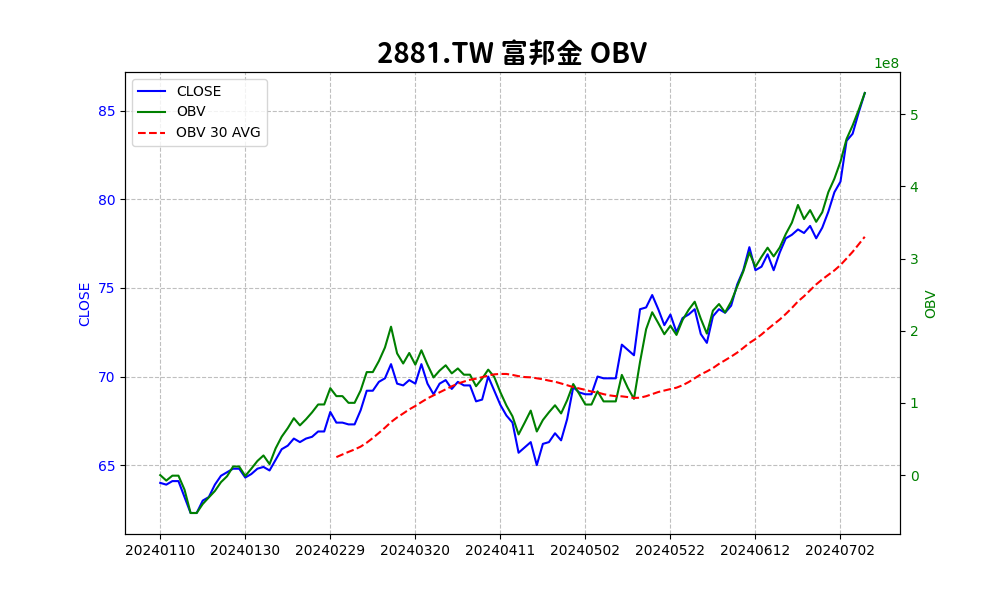 2881.TW 富邦金 OBV
1e8
CLOSE
OBV
OBV 30 AVG
85
80
75
70
65
CLOSE
5
4
3
2
1
0
OBV
20240110 20240130 20240229 20240320 20240411 20240502 20240522 20240612 20240702